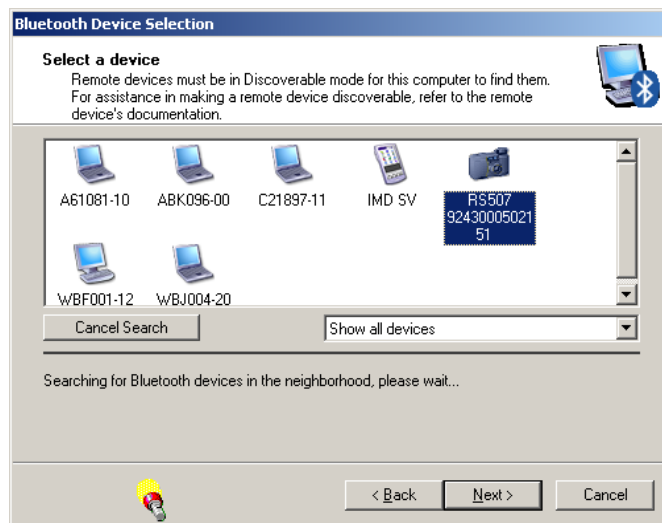 Bluetooth Device Selection
Select a device
Remote devices must be in Discoverable mode for this computer to find them.
For assistance in making a remote device discoverable, refer to the remote
device's documentation.
A61081-10 ABK096-00 C21897-11 IMD SV RS507
92430005021
51
WBF001-12 WBJ004-20
Cancel Search Show all devices
Searching for Bluetooth devices in the neighborhood, please wait...
< Back Next > Cancel